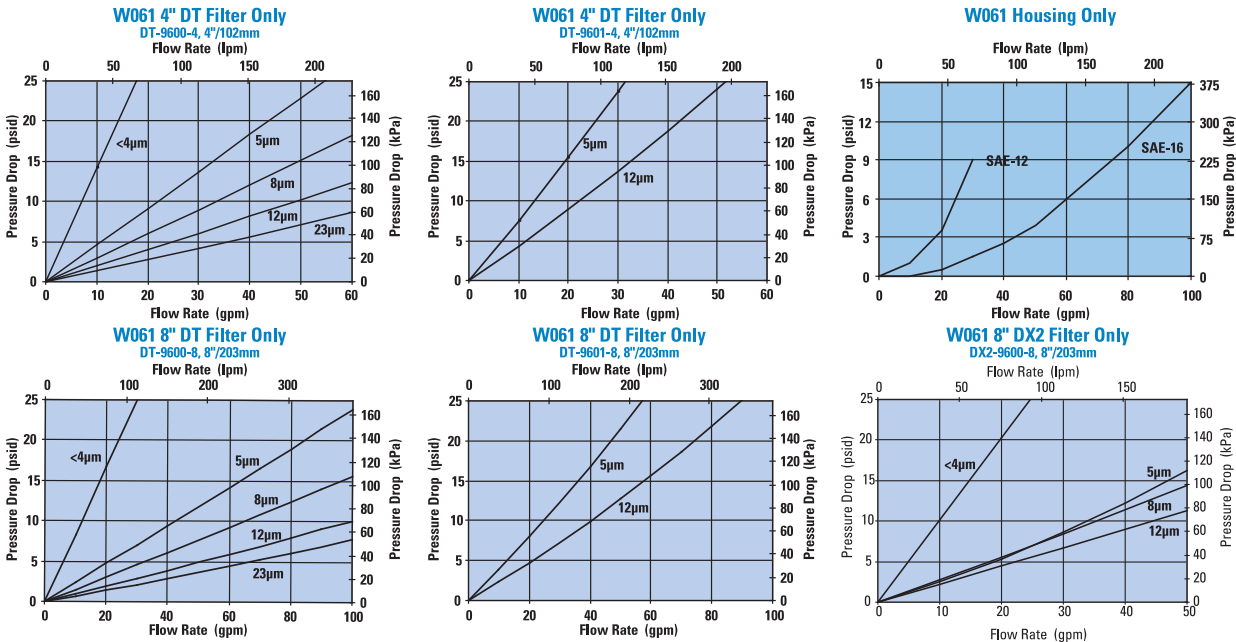 W061 4" DT Filter Only
DT-9600-4, 4"/102mm
Flow Rate (lpm)
0 50 100 150 200
Pressure Drop (psid)
25
20
15
10
5
0
<4µm
5µm
8µm
12µm
23µm
160
140
120
100
80
60
40
20
0
Pressure Drop (kPa)
0 10 20 30 40 50 60
Flow Rate (gpm)
W061 4" DT Filter Only
DT-9601-4, 4"/102mm
Flow Rate (lpm)
0 50 100 150 200
Pressure Drop (psid)
25
20
15
10
5
0
5µm
12µm
160
140
120
100
80
60
40
20
0
Pressure Drop (kPa)
0 10 20 30 40 50 60
Flow Rate (gpm)
W061 Housing Only
Flow Rate (lpm)
0 50 100 150 200
Pressure Drop (psid)
15
12
9
6
3
0
SAE-12
SAE-16
375
300
225
150
75
0
Pressure Drop (kPa)
0 20 40 60 80 100
Flow Rate (gpm)
W061 8" DT Filter Only
DT-9600-8, 8"/203mm
Flow Rate (lpm)
0 100 200 300
Pressure Drop (psid)
25
20
15
10
5
0
<4µm
5µm
8µm
12µm
23µm
160
140
120
100
80
60
40
20
0
Pressure Drop (kPa)
0 20 40 60 80 100
Flow Rate (gpm)
W061 8" DT Filter Only
DT-9601-8, 8"/203mm
Flow Rate (lpm)
0 100 200 300
Pressure Drop (psid)
25
20
15
10
5
0
5µm
12µm
160
140
120
100
80
60
40
20
0
Pressure Drop (kPa)
0 20 40 60 80 100
Flow Rate (gpm)
W061 8" DX2 Filter Only
DX2-9600-8, 8"/203mm
Flow Rate (lpm)
0 50 100 150
Pressure Drop (psid)
25
20
15
10
5
0
<4µm
5µm
8µm
12µm
160
140
120
100
80
60
40
20
0
Pressure Drop (kPa)
0 10 20 30 40 50
Flow Rate (gpm)